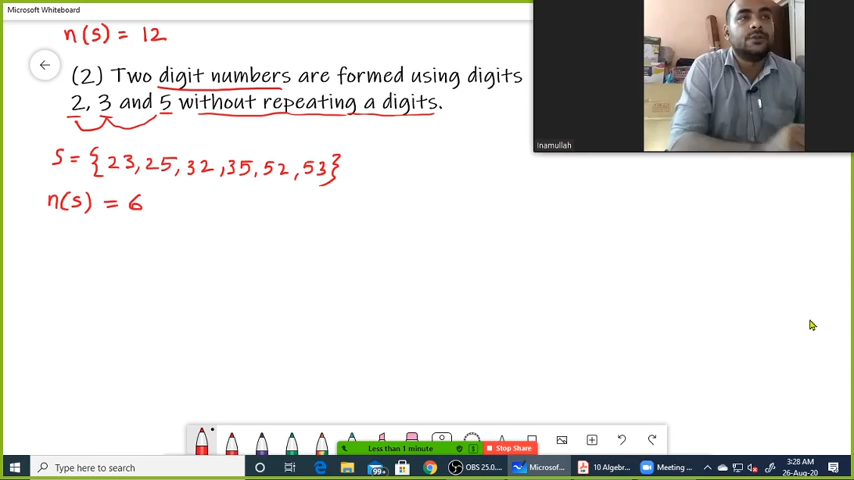 Microsoft Whiteboard
n(s) = 12
(2) Two digit numbers are formed using digits
2, 3 and 5 without repeating a digits.
S = {23, 25, 32, 35, 52, 53}
n(s) = 6
Inamullah
Less than 1 minute
Stop Share
Type here to search
99+
OBS 25.0...
Microsof...
10 Algebr...
Meeting ...
3:28 AM
26-Aug-20